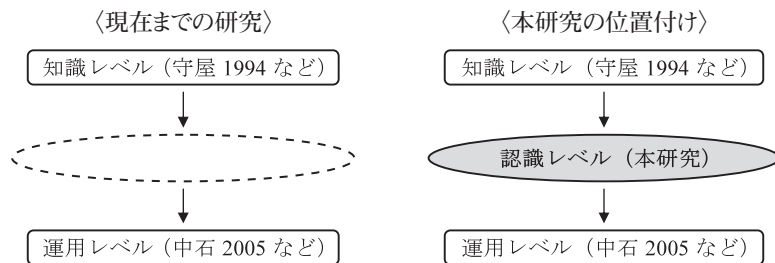 〈現在までの研究〉
知識レベル（守屋 1994 など）
運用レベル（中石 2005 など）
〈本研究の位置付け〉
知識レベル（守屋 1994 など）
認識レベル（本研究）
運用レベル（中石 2005 など）